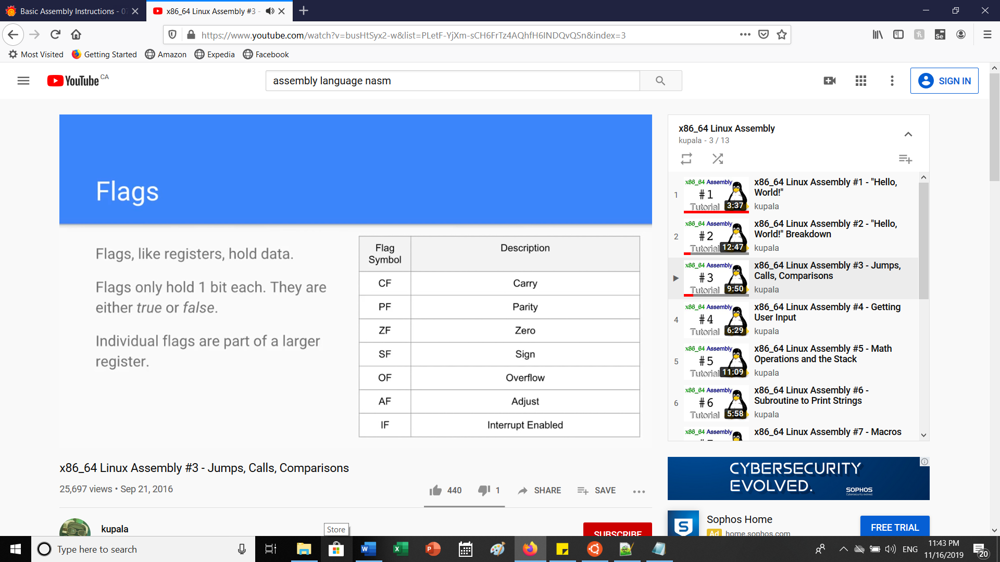 Basic Assembly Instructions - 07
x86_64 Linux Assembly #3 -
https://www.youtube.com/watch?v=busHtSyx2-w&list=PLetF-YjXm-sCH6FrTz4AQhfH6INDQvQSn&index=3
Se
Most Visited
Getting Started
Amazon
Expedia
Facebook
YouTube CA
assembly language nasm
SIGN IN
Flags
Flags, like registers, hold data.
Flags only hold 1 bit each. They are
either true or false.
Individual flags are part of a larger
register.
Flag Description
Symbol
CF Carry
PF Parity
ZF Zero
SF Sign
OF Overflow
AF Adjust
IF Interrupt Enabled
x86_64 Linux Assembly
kupala - 3 / 13
1
x86_64 Assembly
#1
Tutorial
3:37
x86_64 Linux Assembly #1 - "Hello,
World!"
kupala
2
x86_64 Assembly
#2
Tutorial
12:47
x86_64 Linux Assembly #2 - "Hello,
World!" Breakdown
kupala
x86_64 Assembly
#3
Tutorial
9:50
x86_64 Linux Assembly #3 - Jumps,
Calls, Comparisons
kupala
4
x86_64 Assembly
#4
Tutorial
6:29
x86_64 Linux Assembly #4 - Getting
User Input
kupala
5
x86_64 Assembly
#5
Tutorial
11:09
x86_64 Linux Assembly #5 - Math
Operations and the Stack
kupala
6
x86_64 Assembly
#6
Tutorial
5:58
x86_64 Linux Assembly #6 -
Subroutine to Print Strings
kupala
x86_64 Assembly
x86_64 Linux Assembly #7 - Macros
x86_64 Linux Assembly #3 - Jumps, Calls, Comparisons
25,697 views • Sep 21, 2016
440
1
SHARE
SAVE
kupala
SUBSCRIBE
CYBERSECURITY
EVOLVED.
SOPHOS
Cybersecurity evolved.
S
Sophos Home
Ad home.sophos.com
FREE TRIAL
Store
Type here to search
ENG
11:43 PM
11/16/2019
20